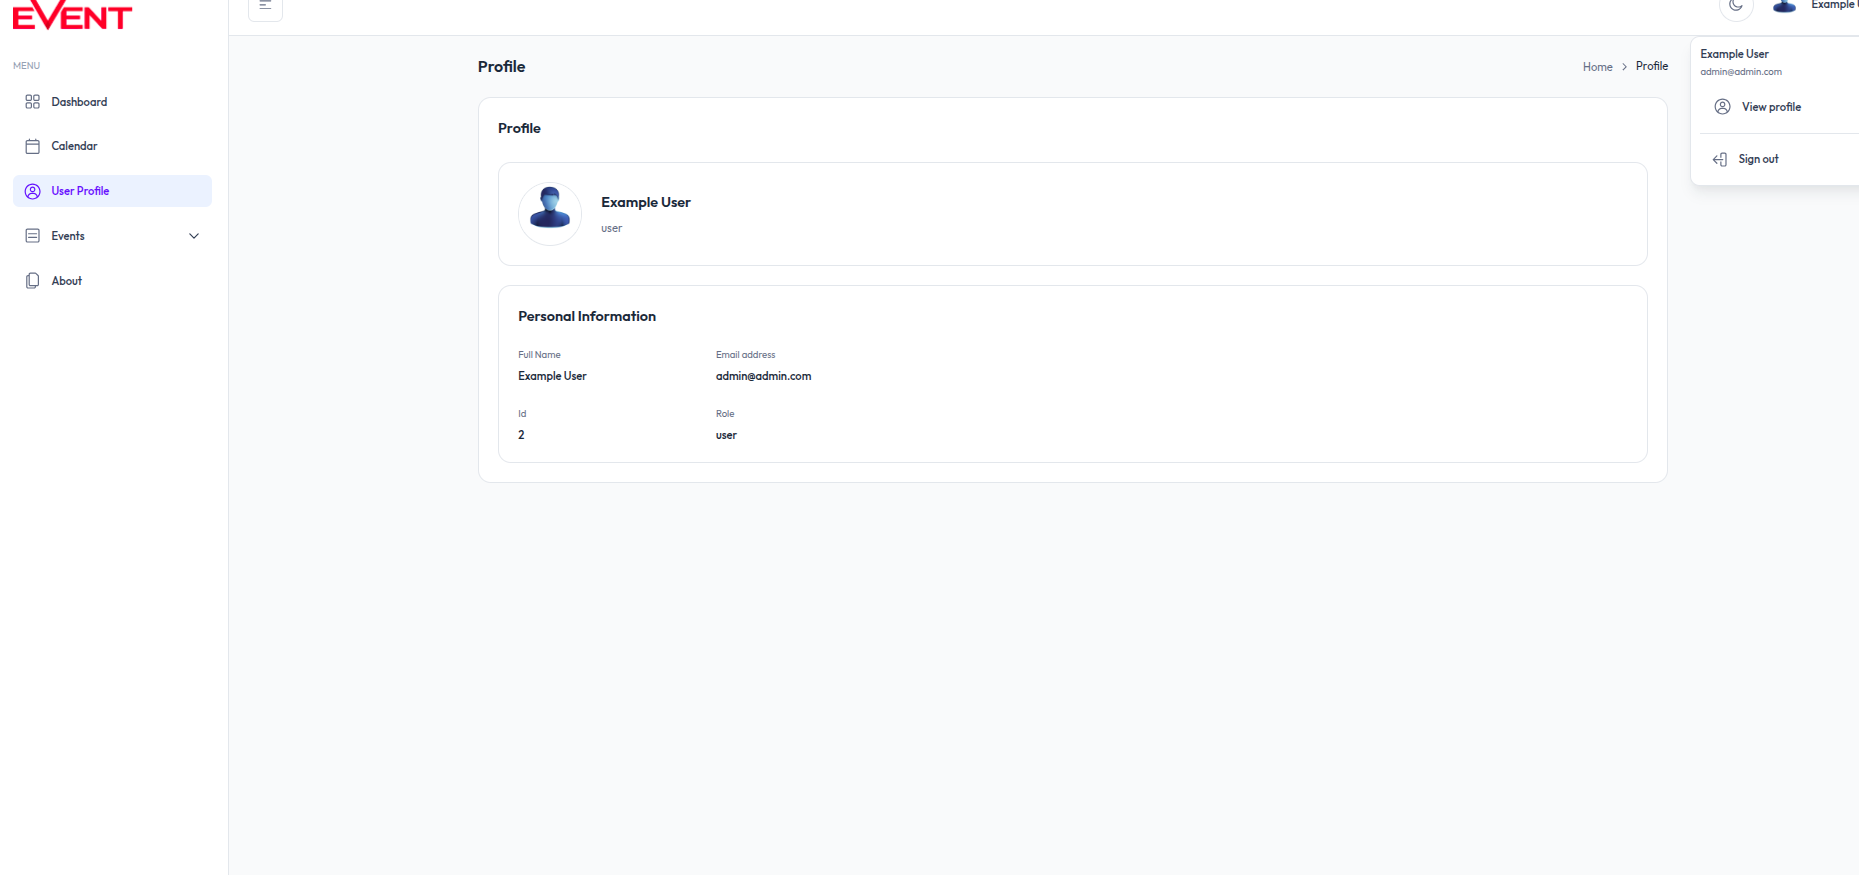 EVENT
Example
MENU
Dashboard
Calendar
User Profile
Events
About
Profile
Home > Profile
Example User
admin@admin.com
View profile
Sign out
Profile
Example User
user
Personal Information
Full Name Email address
Example User admin@admin.com
Id Role
2 user